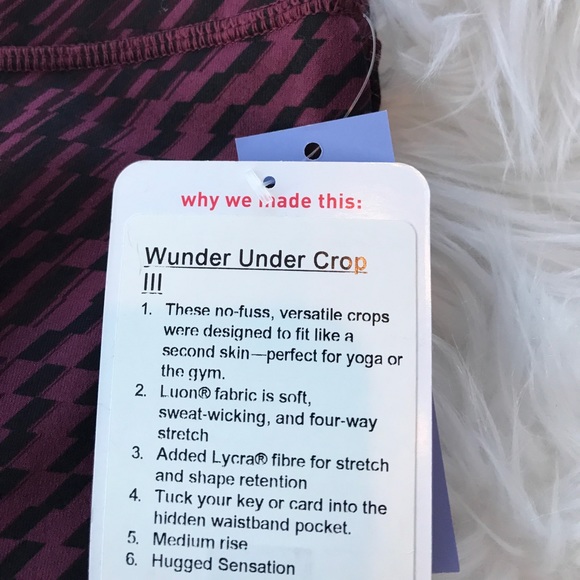 why we made this:
Wunder Under Crop
III
1. These no-fuss, versatile crops
were designed to fit like a
second skin—perfect for yoga or
the gym.
2. Luon® fabric is soft,
sweat-wicking, and four-way
stretch
3. Added Lycra® fibre for stretch
and shape retention
4. Tuck your key or card into the
hidden waistband pocket.
5. Medium rise
6. Hugged Sensation